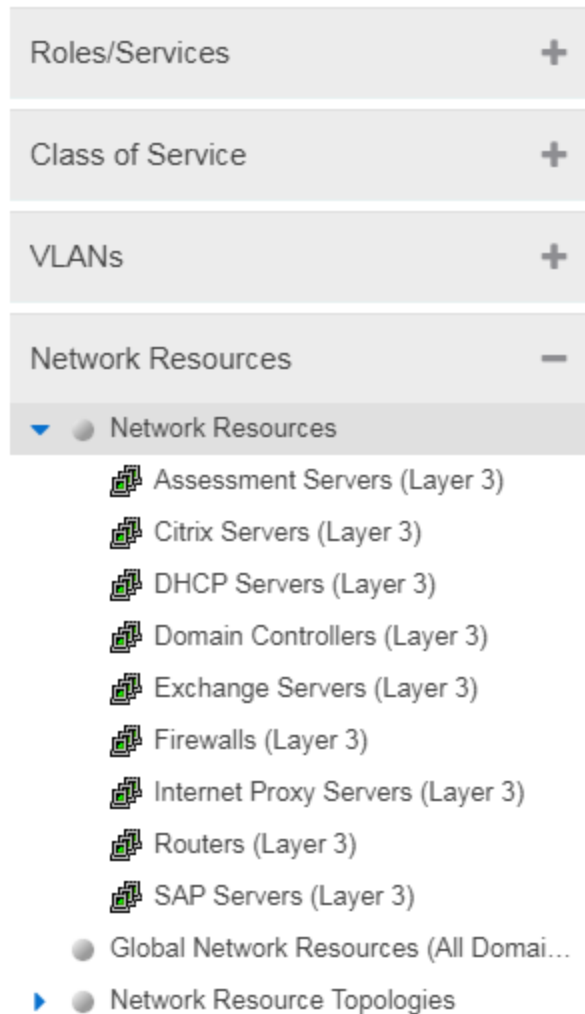 Roles/Services
Class of Service
VLANs
Network Resources
Network Resources
Assessment Servers (Layer 3)
Citrix Servers (Layer 3)
DHCP Servers (Layer 3)
Domain Controllers (Layer 3)
Exchange Servers (Layer 3)
Firewalls (Layer 3)
Internet Proxy Servers (Layer 3)
Routers (Layer 3)
SAP Servers (Layer 3)
Global Network Resources (All Domai...
Network Resource Topologies